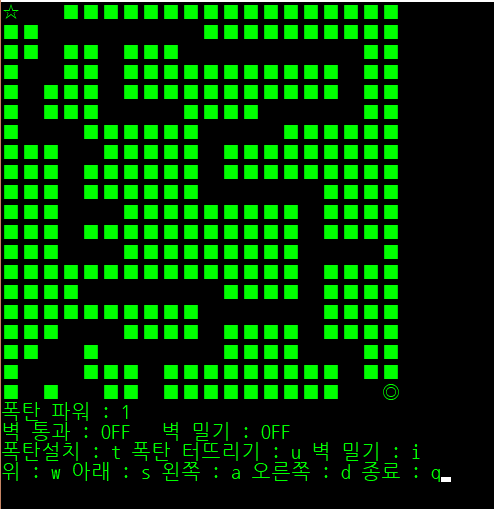 폭탄 파워 : 1
벽 통과 : OFF 벽 밀기 : OFF
폭탄설치 : t 폭탄 터뜨리기 : u 벽 밀기 : i
위 : w 아래 : s 왼쪽 : a 오른쪽 : d 종료 : q